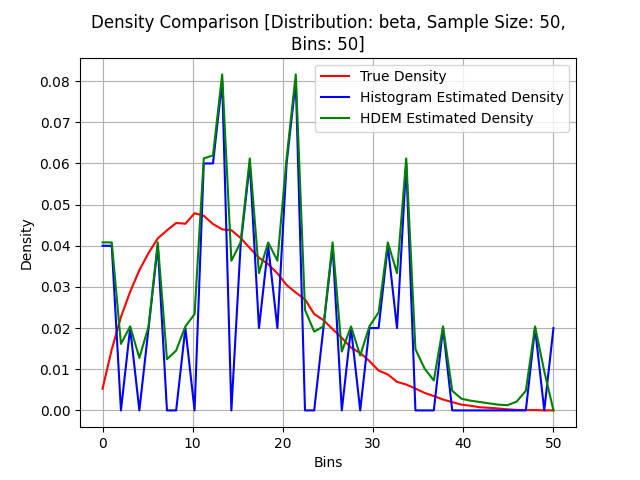 Density Comparison [Distribution: beta, Sample Size: 50,
Bins: 50]
True Density
Histogram Estimated Density
HDEM Estimated Density
Density
0.08
0.07
0.06
0.05
0.04
0.03
0.02
0.01
0.00
0 10 20 30 40 50
Bins